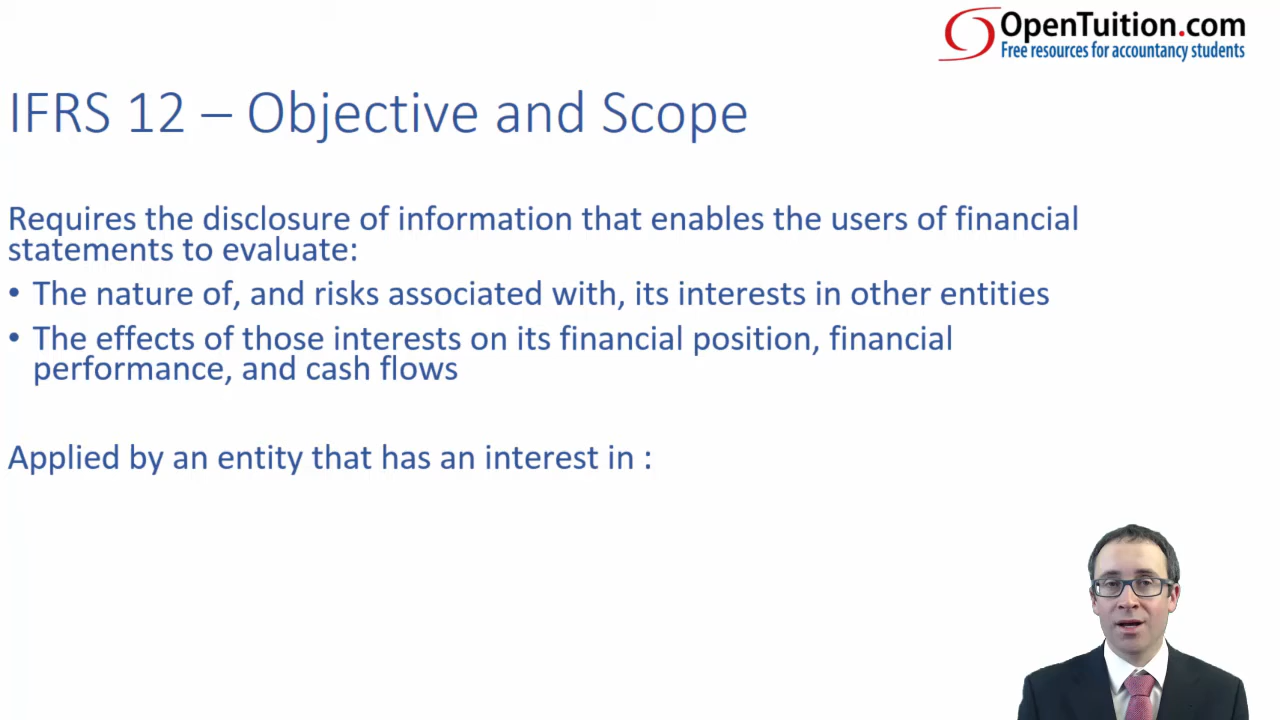 OpenTuition.com
Free resources for accountancy students
IFRS 12 – Objective and Scope
Requires the disclosure of information that enables the users of financial
statements to evaluate:
• The nature of, and risks associated with, its interests in other entities
• The effects of those interests on its financial position, financial
performance, and cash flows
Applied by an entity that has an interest in :